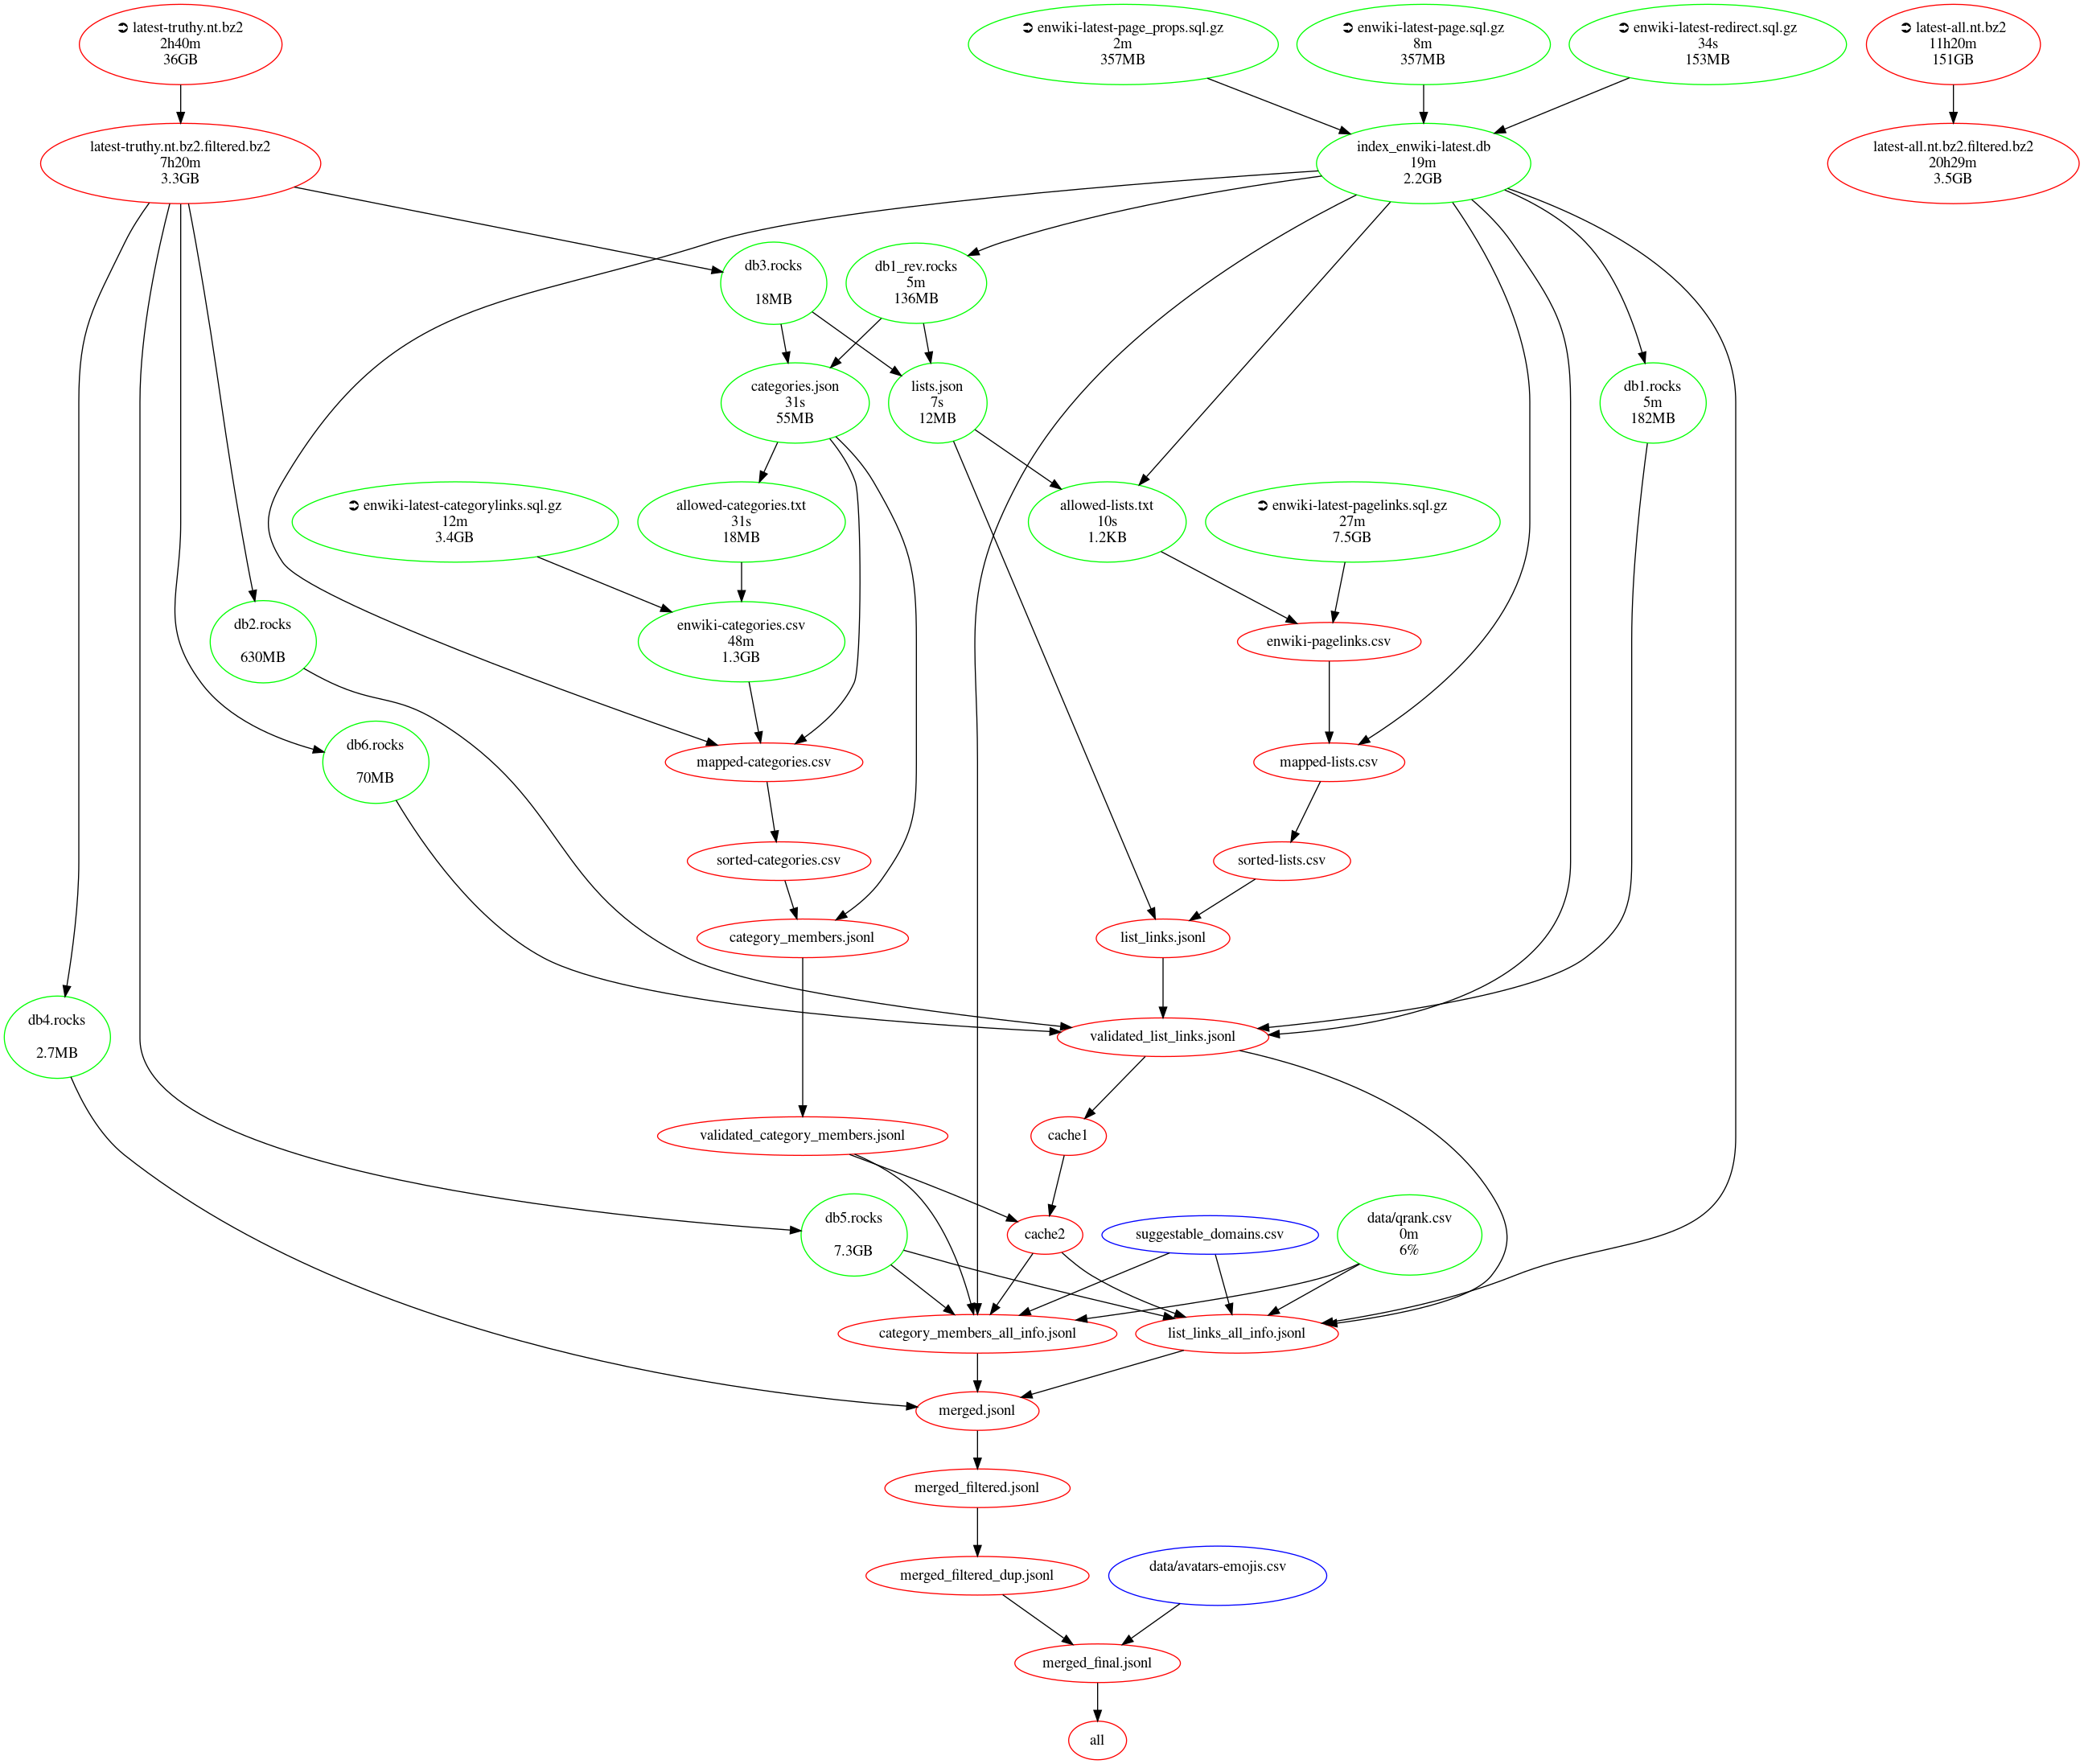 ➲ latest-truthy.nt.bz2
2h40m
36GB
➲ enwiki-latest-page_props.sql.gz
2m
357MB
➲ enwiki-latest-page.sql.gz
8m
357MB
➲ enwiki-latest-redirect.sql.gz
34s
153MB
➲ latest-all.nt.bz2
11h20m
151GB
latest-truthy.nt.bz2.filtered.bz2
7h20m
3.3GB
index_enwiki-latest.db
19m
2.2GB
latest-all.nt.bz2.filtered.bz2
20h29m
3.5GB
db3.rocks
18MB
db1_rev.rocks
5m
136MB
categories.json
31s
55MB
lists.json
7s
12MB
db1.rocks
5m
182MB
➲ enwiki-latest-categorylinks.sql.gz
12m
3.4GB
allowed-categories.txt
31s
18MB
allowed-lists.txt
10s
1.2KB
➲ enwiki-latest-pagelinks.sql.gz
27m
7.5GB
db2.rocks
630MB
enwiki-categories.csv
48m
1.3GB
enwiki-pagelinks.csv
db6.rocks
70MB
mapped-categories.csv
mapped-lists.csv
sorted-categories.csv
sorted-lists.csv
category_members.jsonl
list_links.jsonl
db4.rocks
2.7MB
validated_list_links.jsonl
validated_category_members.jsonl
cache1
db5.rocks
7.3GB
cache2
suggestable_domains.csv
data/qrank.csv
0m
6%
category_members_all_info.jsonl
list_links_all_info.jsonl
merged.jsonl
merged_filtered.jsonl
merged_filtered_dup.jsonl
data/avatars-emojis.csv
merged_final.jsonl
all